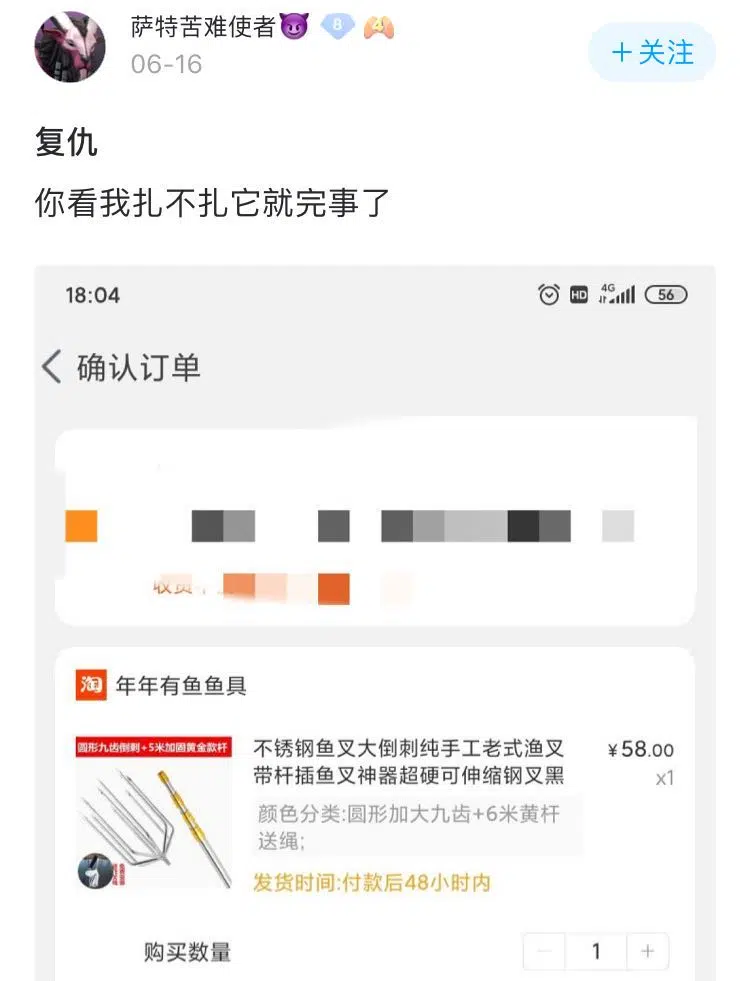 萨特苦难使者😈 8 4
06-16
+关注
复仇
你看我扎不扎它就完事了
18:04
HD 4G 56
确认订单
淘 年年有鱼鱼具
圆形九齿倒刺+5米加固黄金款杆
不锈钢鱼叉大倒刺纯手工老式渔叉 ¥58.00
带杆插鱼叉神器超硬可伸缩钢叉黑 x1
颜色分类:圆形加大九齿+6米黄杆
送绳;
发货时间:付款后48小时内
购买数量 − 1 +